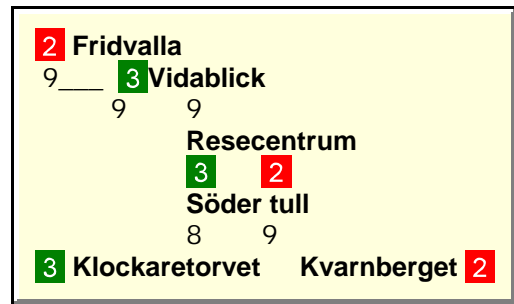 2 Fridvalla
9___ 3 Vidablick
9 9
Resecentrum
3 2
Söder tull
8 9
3 Klockaretorvet Kvarnberget 2